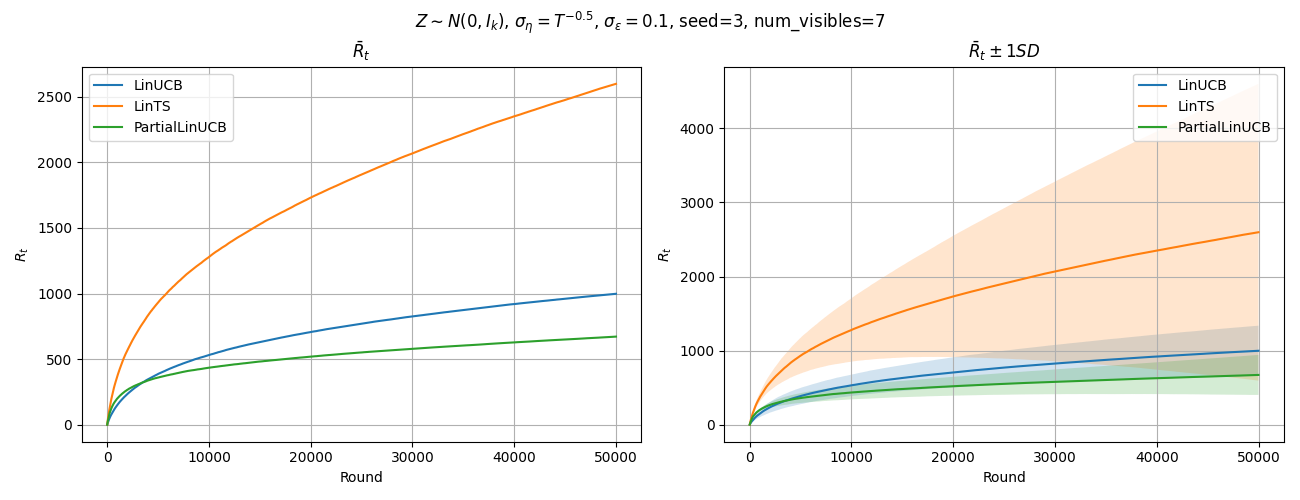 Z ∼ N(0, I_k), σ_η = T^{−0.5}, σ_ε = 0.1, seed=3, num_visibles=7
R̄_t
R_t
2500
2000
1500
1000
500
0
LinUCB
LinTS
PartialLinUCB
0 10000 20000 30000 40000 50000
Round
R̄_t ± 1SD
R_t
4000
3000
2000
1000
0
LinUCB
LinTS
PartialLinUCB
0 10000 20000 30000 40000 50000
Round